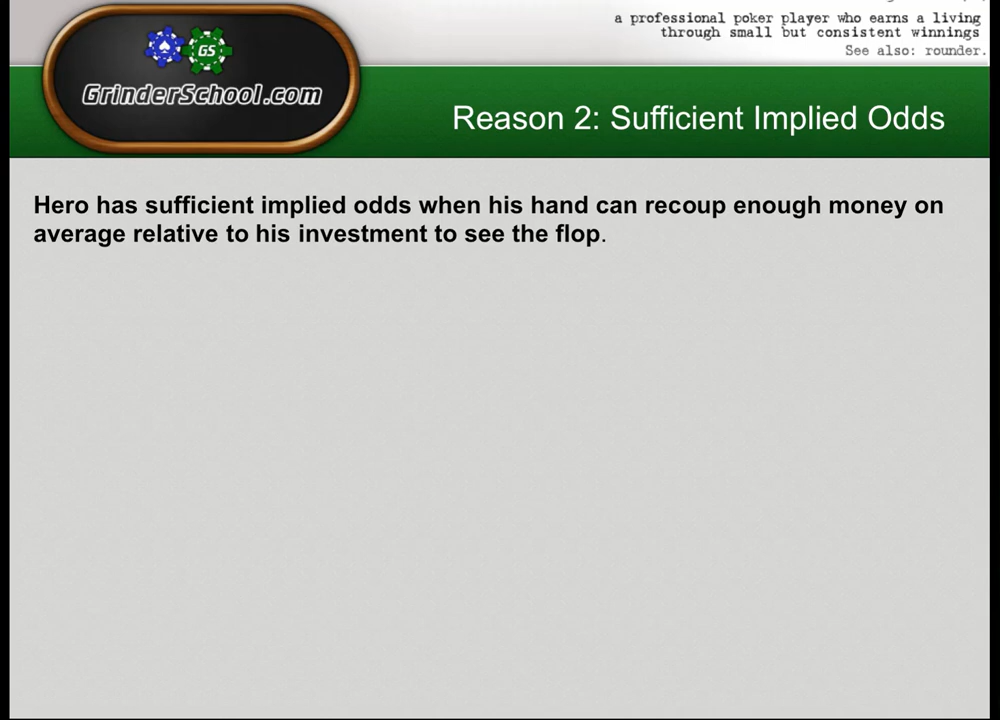 a professional poker player who earns a living
through small but consistent winnings
See also: rounder.
GS
GrinderSchool.com
Reason 2: Sufficient Implied Odds
Hero has sufficient implied odds when his hand can recoup enough money on
average relative to his investment to see the flop.